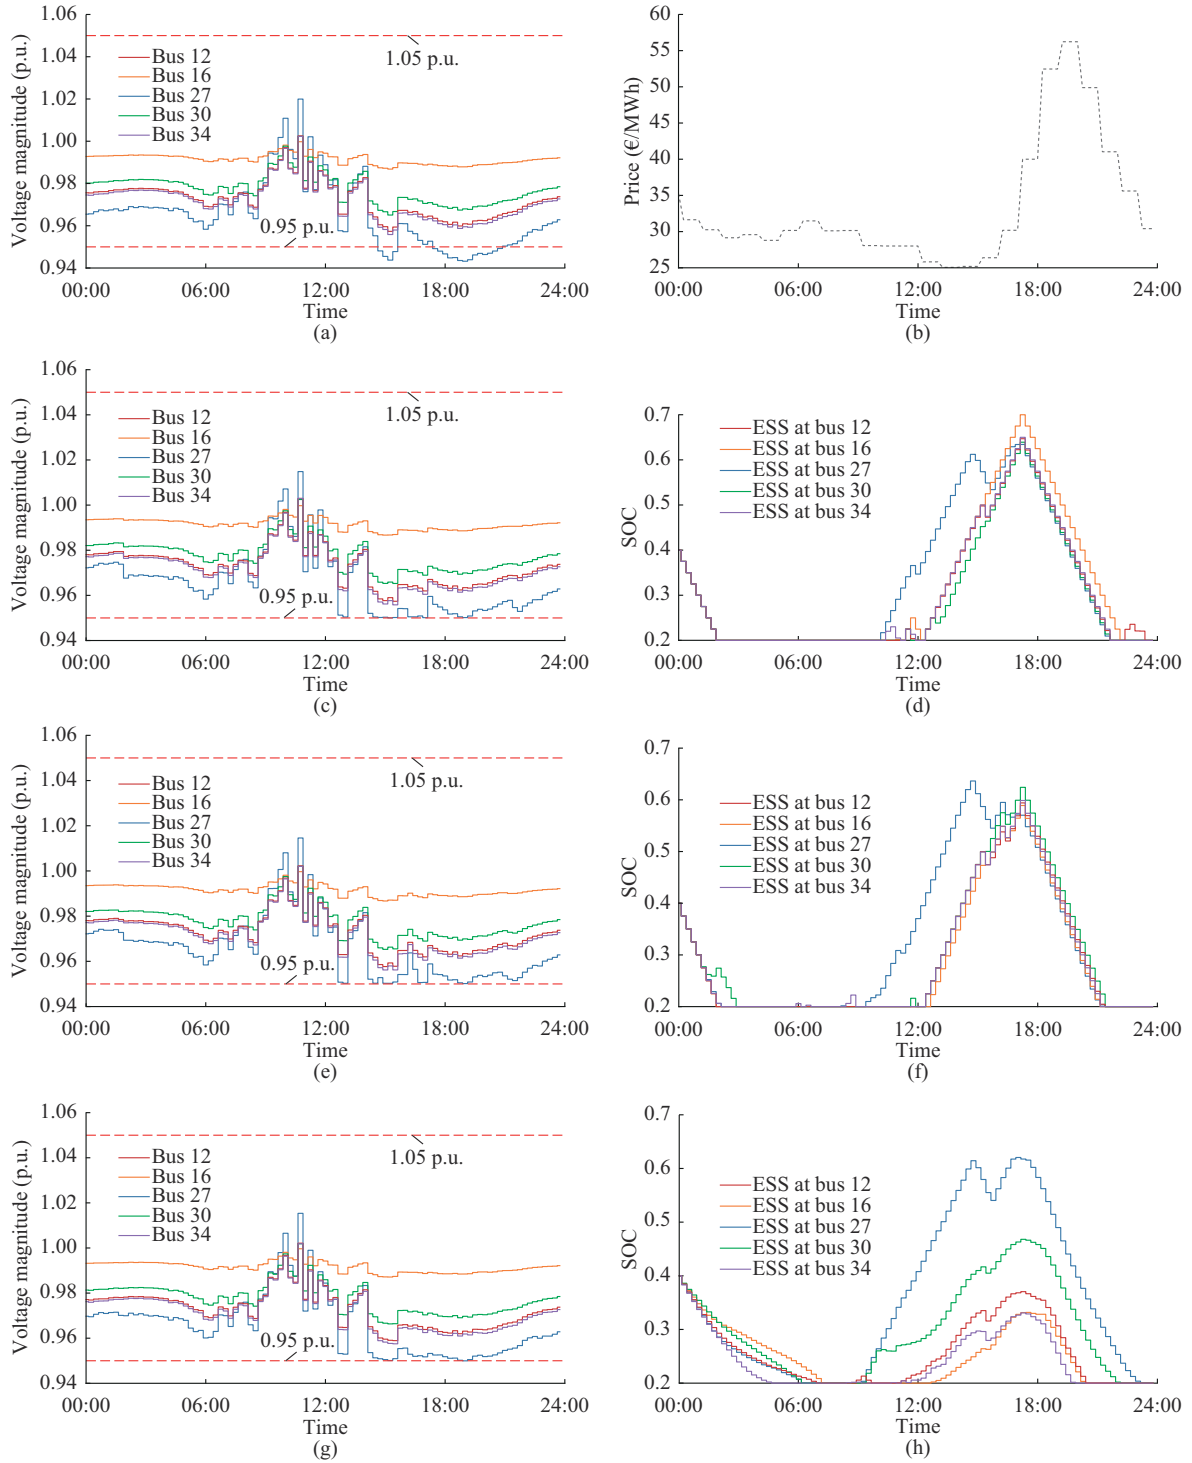 1.06
1.04
1.02
1.00
0.98
0.96
0.94
Voltage magnitude (p.u.)
Bus 12
Bus 16
Bus 27
Bus 30
Bus 34
1.05 p.u.
0.95 p.u.
00:00 06:00 12:00 18:00 24:00
Time
(a)
60
55
50
45
40
35
30
25
Price (€/MWh)
00:00 06:00 12:00 18:00 24:00
Time
(b)
1.06
1.04
1.02
1.00
0.98
0.96
0.94
Voltage magnitude (p.u.)
Bus 12
Bus 16
Bus 27
Bus 30
Bus 34
1.05 p.u.
0.95 p.u.
00:00 06:00 12:00 18:00 24:00
Time
(c)
0.7
0.6
0.5
0.4
0.3
0.2
SOC
ESS at bus 12
ESS at bus 16
ESS at bus 27
ESS at bus 30
ESS at bus 34
00:00 06:00 12:00 18:00 24:00
Time
(d)
1.06
1.04
1.02
1.00
0.98
0.96
0.94
Voltage magnitude (p.u.)
Bus 12
Bus 16
Bus 27
Bus 30
Bus 34
1.05 p.u.
0.95 p.u.
00:00 06:00 12:00 18:00 24:00
Time
(e)
0.7
0.6
0.5
0.4
0.3
0.2
SOC
ESS at bus 12
ESS at bus 16
ESS at bus 27
ESS at bus 30
ESS at bus 34
00:00 06:00 12:00 18:00 24:00
Time
(f)
1.06
1.04
1.02
1.00
0.98
0.96
0.94
Voltage magnitude (p.u.)
Bus 12
Bus 16
Bus 27
Bus 30
Bus 34
1.05 p.u.
0.95 p.u.
00:00 06:00 12:00 18:00 24:00
Time
(g)
0.7
0.6
0.5
0.4
0.3
0.2
SOC
ESS at bus 12
ESS at bus 16
ESS at bus 27
ESS at bus 30
ESS at bus 34
00:00 06:00 12:00 18:00 24:00
Time
(h)